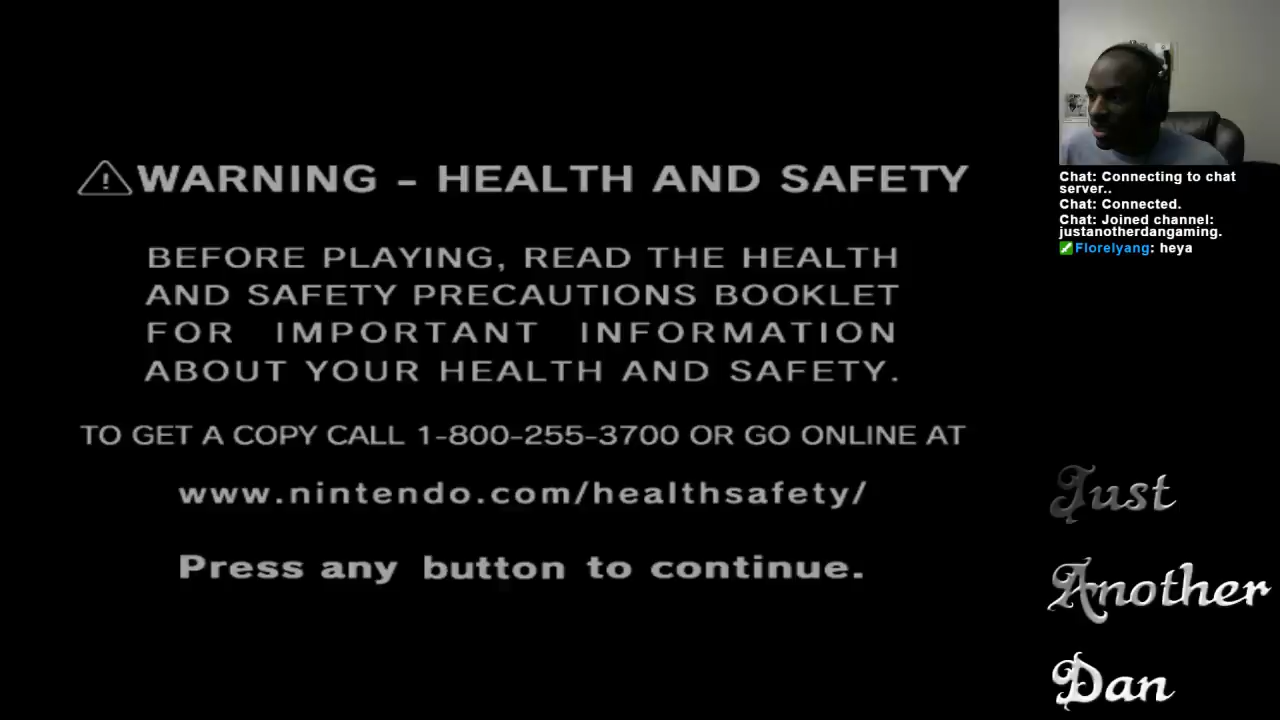 WARNING - HEALTH AND SAFETY
BEFORE PLAYING, READ THE HEALTH
AND SAFETY PRECAUTIONS BOOKLET
FOR IMPORTANT INFORMATION
ABOUT YOUR HEALTH AND SAFETY.
TO GET A COPY CALL 1-800-255-3700 OR GO ONLINE AT
www.nintendo.com/healthsafety/
Press any button to continue.
Chat: Connecting to chat
server..
Chat: Connected.
Chat: Joined channel:
justanotherdangaming.
Florelyang: heya
Just
Another
Dan